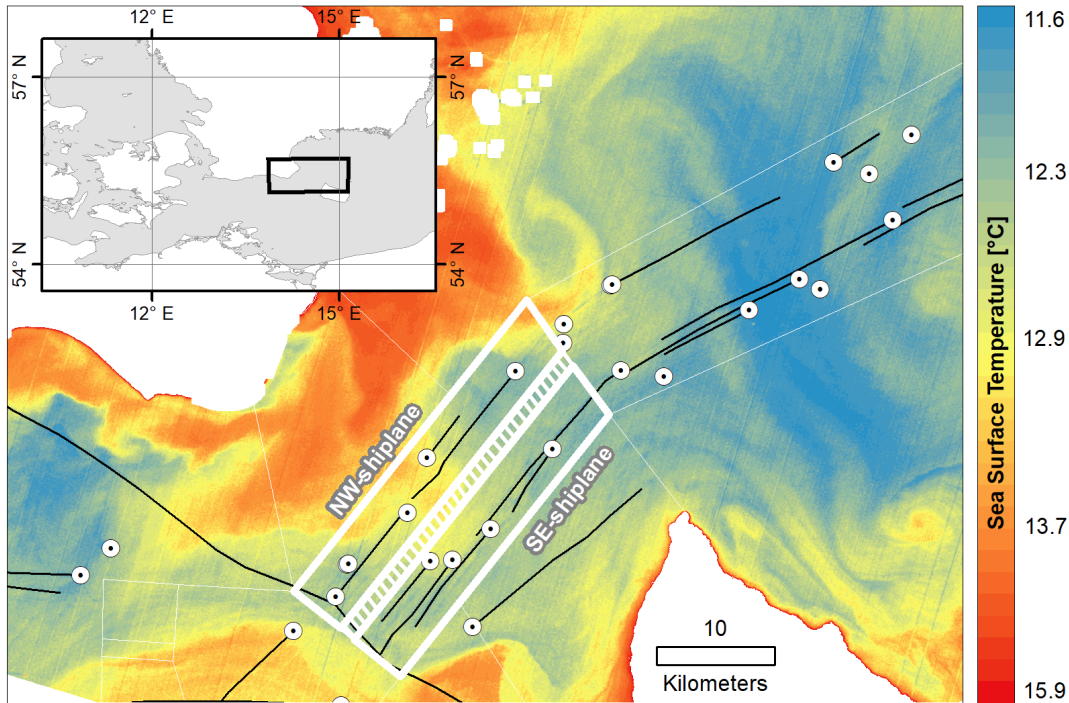 12° E
15° E
57° N
57° N
54° N
54° N
12° E
15° E
NW-shiplane
SE-shiplane
10
Kilometers
Sea Surface Temperature [°C]
11.6
12.3
12.9
13.7
15.9